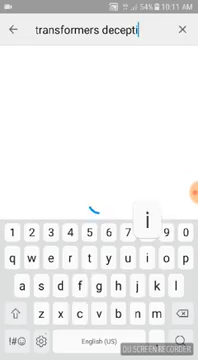 54% 10:11 AM
transformers decepti
i
1 2 3 4 5 6 7 9 0
q w e r t y u i o p
a s d f g h j k l
z x c v b n m
!#☺ English (US) .
DU SCREEN RECORDER